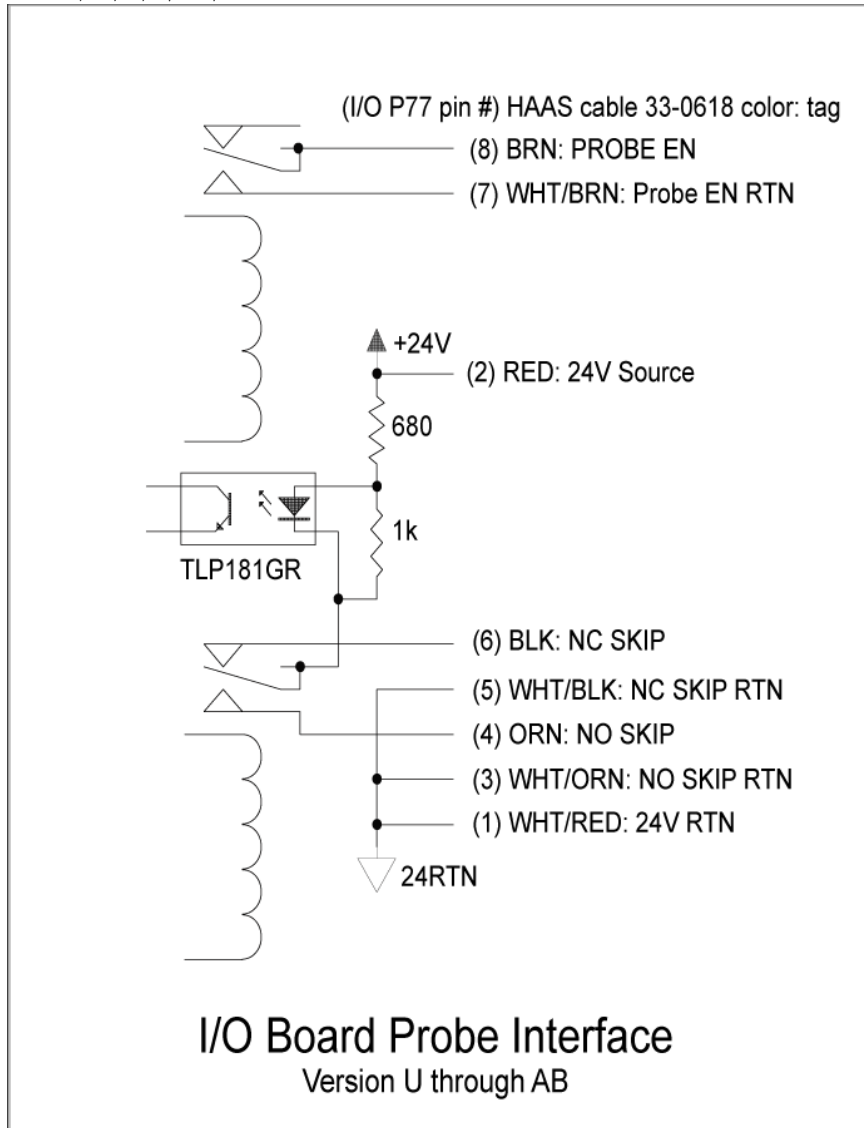 (I/O P77 pin #) HAAS cable 33-0618 color: tag
(8) BRN: PROBE EN
(7) WHT/BRN: Probe EN RTN
+24V
(2) RED: 24V Source
680
1k
TLP181GR
(6) BLK: NC SKIP
(5) WHT/BLK: NC SKIP RTN
(4) ORN: NO SKIP
(3) WHT/ORN: NO SKIP RTN
(1) WHT/RED: 24V RTN
24RTN
I/O Board Probe Interface
Version U through AB